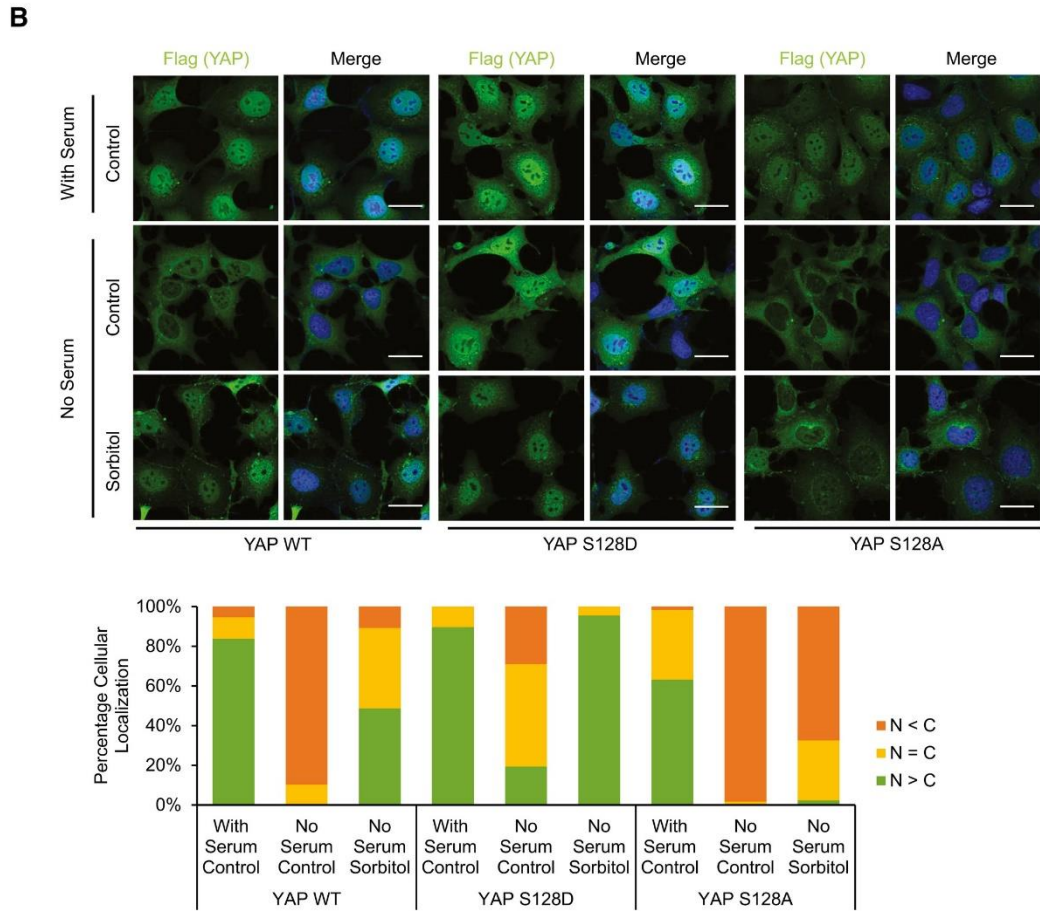 B
Flag (YAP) Merge Flag (YAP) Merge Flag (YAP) Merge
With Serum
Control
No Serum
Control
Sorbitol
YAP WT YAP S128D YAP S128A
Percentage Cellular
Localization
100%
80%
60%
40%
20%
0%
N < C
N = C
N > C
With No No With No No With No No
Serum Serum Serum Serum Serum Serum Serum Serum Serum
Control Control Sorbitol Control Control Sorbitol Control Control Sorbitol
YAP WT YAP S128D YAP S128A